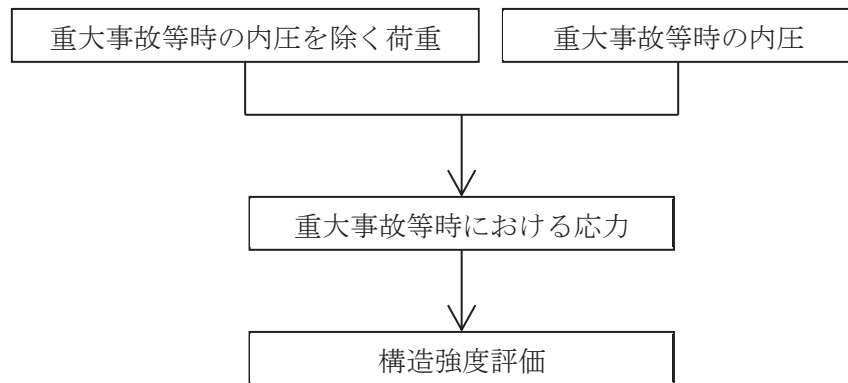 重大事故等時の内圧を除く荷重
重大事故等時の内圧
重大事故等時における応力
構造強度評価